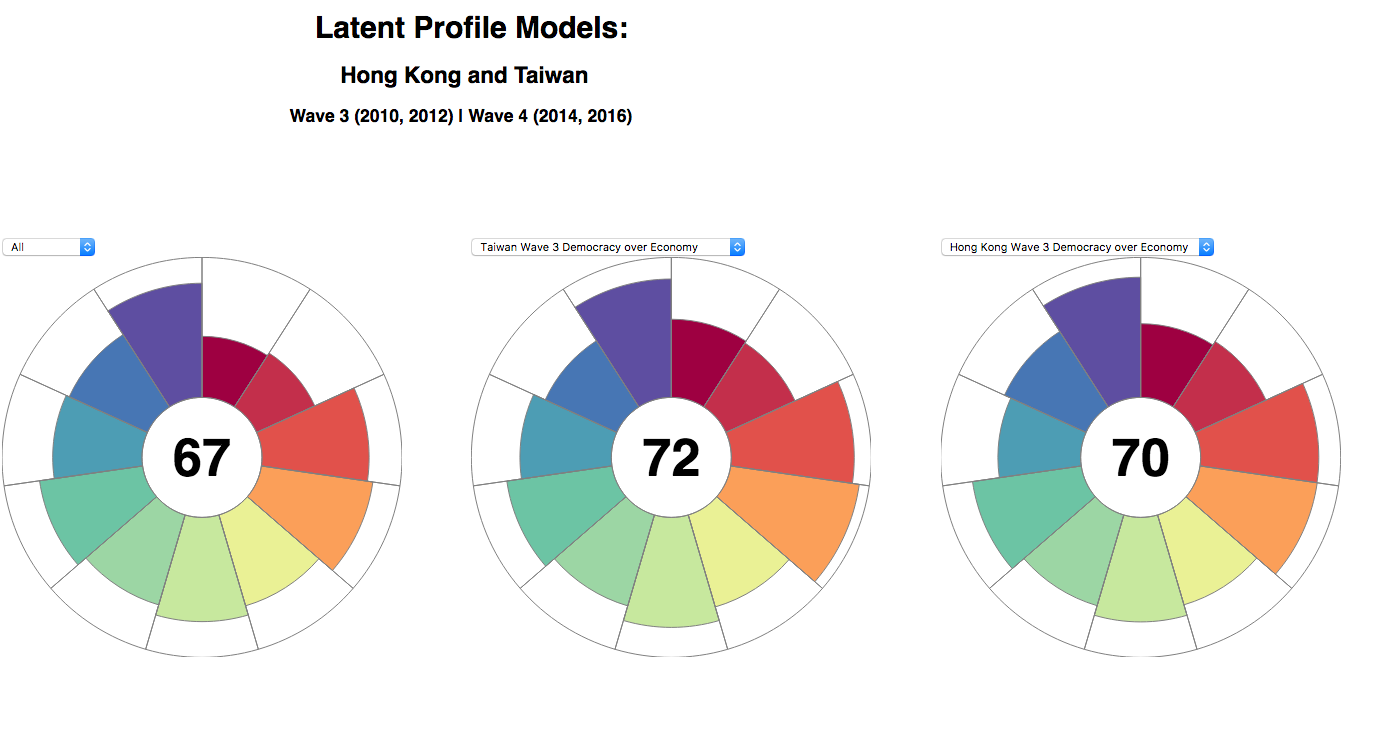 Latent Profile Models:
Hong Kong and Taiwan
Wave 3 (2010, 2012) | Wave 4 (2014, 2016)
All
Taiwan Wave 3 Democracy over Economy
Hong Kong Wave 3 Democracy over Economy
67
72
70